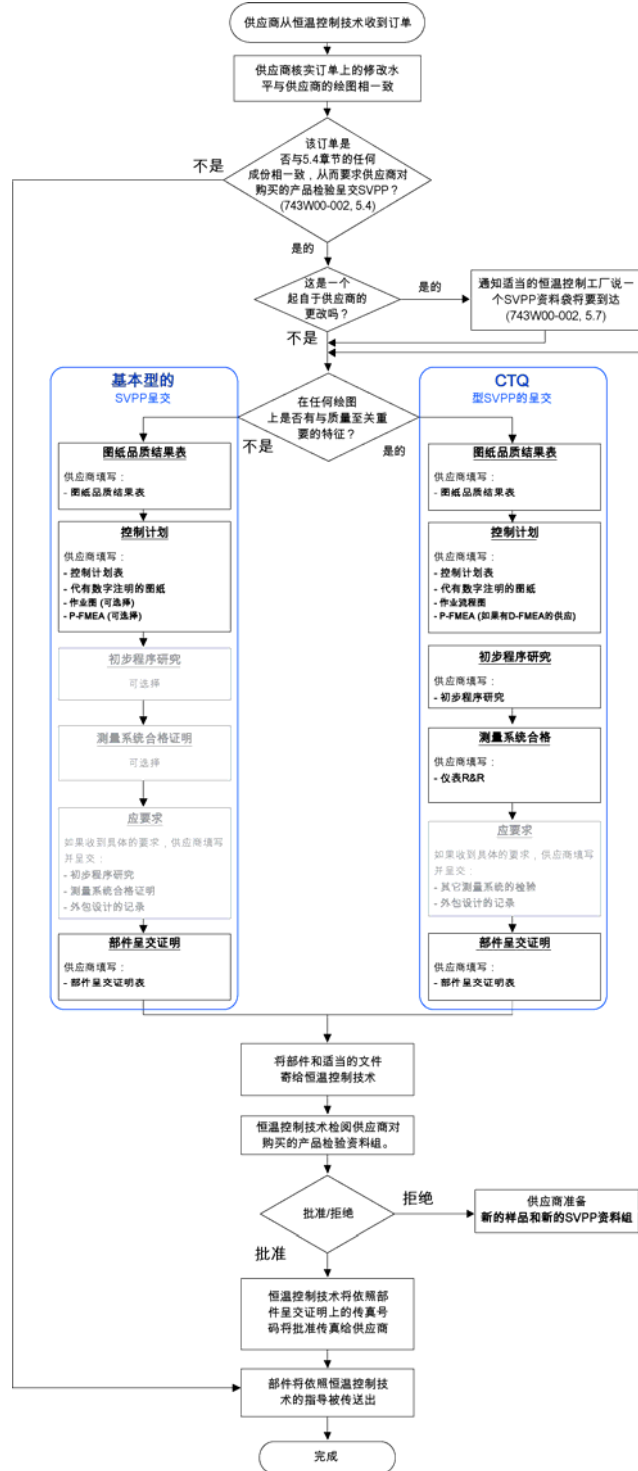 供应商从恒温控制技术收到订单
供应商核实订单上的修改水
平与供应商的绘图相一致
该订单是
否与5.4章节的任何
成份相一致，从而要求供应商对
购买的产品检验呈交SVPP？
(743W00-002, 5.4)
不是
是的
这是一个
起自于供应商的
更改吗？
是的
通知适当的恒温控制工厂说一
个SVPP资料袋将要到达
(743W00-002, 5.7)
不是
在任何绘图
上是否有与质量至关重
要的特征？
不是
是的
基本型的
SVPP呈交
图纸品质结果表
供应商填写：
- 图纸品质结果表
控制计划
供应商填写：
- 控制计划表
- 代有数字注明的图纸
- 作业图 (可选择)
- P-FMEA (可选择)
初步程序研究
可选择
测量系统合格证明
可选择
应要求
如果收到具体的要求，供应商填写
并呈交：
- 初步程序研究
- 测量系统合格证明
- 外包设计的记录
部件呈交证明
供应商填写：
- 部件呈交证明表
CTQ
型SVPP的呈交
图纸品质结果表
供应商填写：
- 图纸品质结果表
控制计划
供应商填写：
- 控制计划表
- 代有数字注明的图纸
- 作业流程图
- P-FMEA (如果有D-FMEA的供应)
初步程序研究
供应商填写：
- 初步程序研究
测量系统合格
供应商填写：
- 仪表R&R
应要求
如果收到具体的要求，供应商填写
并呈交：
- 其它测量系统的检验
- 外包设计的记录
部件呈交证明
供应商填写：
- 部件呈交证明表
将部件和适当的文件
寄给恒温控制技术
恒温控制技术检阅供应商对
购买的产品检验资料组。
批准/拒绝
拒绝
供应商准备
新的样品和新的SVPP资料组
批准
恒温控制技术将依照部
件呈交证明上的传真号
码将批准传真给供应商
部件将依照恒温控制技
术的指导被传送出
完成